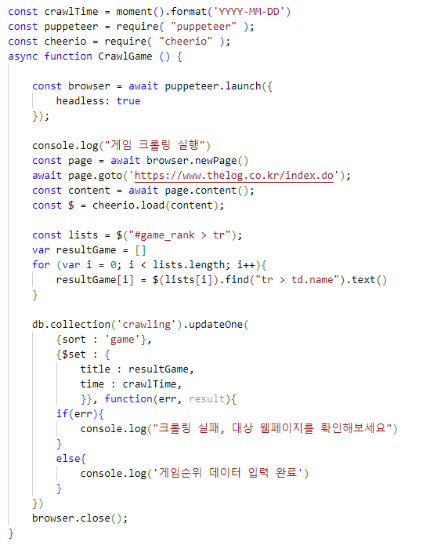 const crawlTime = moment().format('YYYY-MM-DD')
const puppeteer = require( "puppeteer" );
const cheerio = require( "cheerio" );
async function CrawlGame () {
const browser = await puppeteer.launch({
headless: true
});
console.log("게임 크롤링 실행")
const page = await browser.newPage()
await page.goto('https://www.thelog.co.kr/index.do');
const content = await page.content();
const $ = cheerio.load(content);
const lists = $("#game_rank > tr");
var resultGame = []
for (var i = 0; i < lists.length; i++){
resultGame[i] = $(lists[i]).find("tr > td.name").text()
}
db.collection('crawling').updateOne(
{sort : 'game'},
{$set : {
title : resultGame,
time : crawlTime,
}}, function(err, result){
if(err){
console.log("크롤링 실패, 대상 웹페이지를 확인해보세요")
}
else{
console.log('게임순위 데이터 입력 완료')
}
})
browser.close();
}